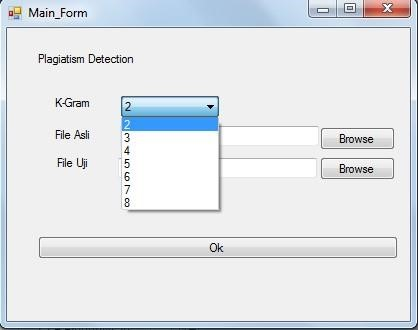 Main_Form
Plagiatism Detection
K-Gram 2
2
3
File Asli Browse
4
5
File Uji Browse
6
7
8
Ok